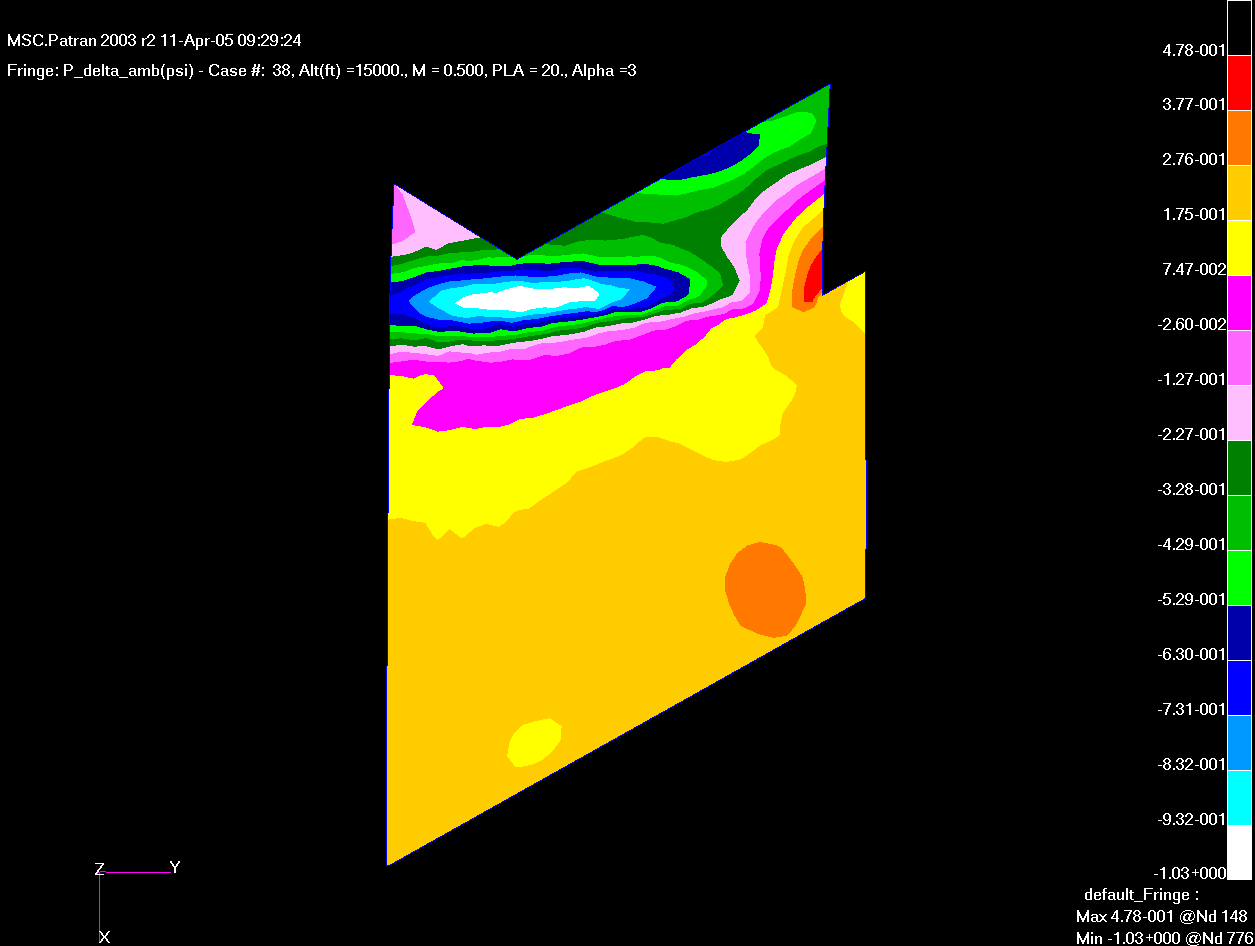 MSC.Patran 2003 r2 11-Apr-05 09:29:24
Fringe: P_delta_amb(psi) - Case #: 38, Alt(ft) =15000., M = 0.500, PLA = 20., Alpha =3
4.78-001
3.77-001
2.76-001
1.75-001
7.47-002
-2.60-002
-1.27-001
-2.27-001
-3.28-001
-4.29-001
-5.29-001
-6.30-001
-7.31-001
-8.32-001
-9.32-001
-1.03+000
Z Y
X
default_Fringe :
Max 4.78-001 @Nd 148
Min -1.03+000 @Nd 776